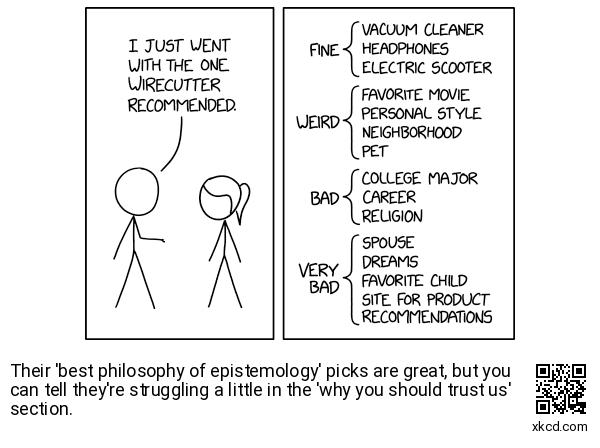 I JUST WENT
WITH THE ONE
WIRECUTTER
RECOMMENDED.
FINE
VACUUM CLEANER
HEADPHONES
ELECTRIC SCOOTER
WEIRD
FAVORITE MOVIE
PERSONAL STYLE
NEIGHBORHOOD
PET
BAD
COLLEGE MAJOR
CAREER
RELIGION
VERY
BAD
SPOUSE
DREAMS
FAVORITE CHILD
SITE FOR PRODUCT
RECOMMENDATIONS
Their 'best philosophy of epistemology' picks are great, but you
can tell they're struggling a little in the 'why you should trust us'
section.
xkcd.com